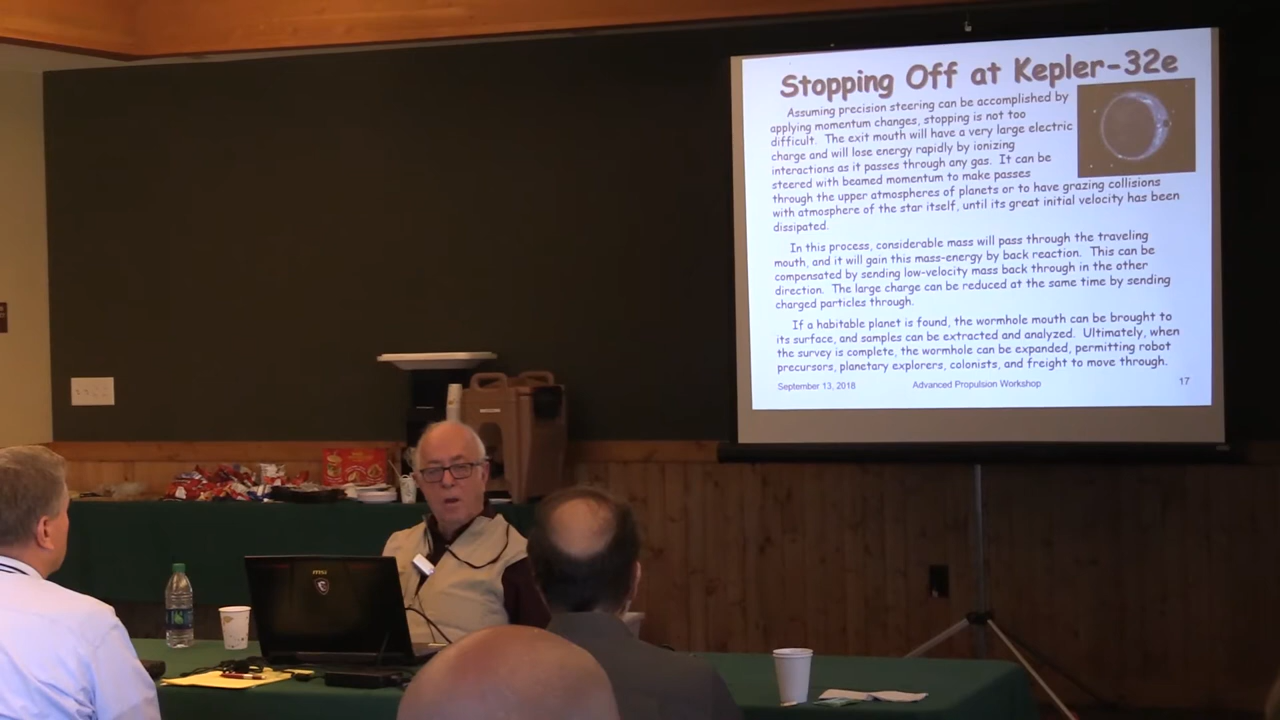 17
Stopping Off at Kepler-32e
Assuming precision steering can be accomplished by
applying momentum changes, stopping is not too
difficult. The exit mouth will have a very large electric
charge and will lose energy rapidly by ionizing
interactions as it passes through any gas. It can be
steered with beamed momentum to make passes
through the upper atmospheres of planets or to have grazing collisions
with atmosphere of the star itself, until its great initial velocity has been
dissipated.
In this process, considerable mass will pass through the traveling
mouth, and it will gain this mass-energy by back reaction. This can be
compensated by sending low-velocity mass back through in the other
direction. The large charge can be reduced at the same time by sending
charged particles through.
If a habitable planet is found, the wormhole mouth can be brought to
its surface, and samples can be extracted and analyzed. Ultimately, when
the survey is complete, the wormhole can be expanded, permitting robot
precursors, planetary explorers, colonists, and freight to move through.
September 13, 2018
Advanced Propulsion Workshop
17
msi